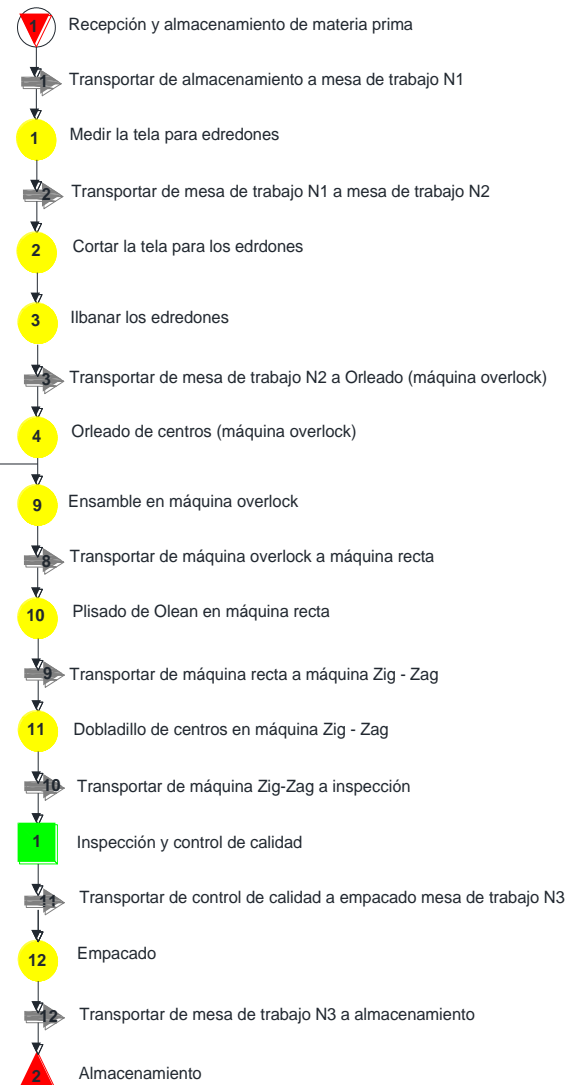 1 Recepción y almacenamiento de materia prima
1 Transportar de almacenamiento a mesa de trabajo N1
1 Medir la tela para edredones
2 Transportar de mesa de trabajo N1 a mesa de trabajo N2
2 Cortar la tela para los edrdones
3 Ilbanar los edredones
3 Transportar de mesa de trabajo N2 a Orleado (máquina overlock)
4 Orleado de centros (máquina overlock)
9 Ensamble en máquina overlock
8 Transportar de máquina overlock a máquina recta
10 Plisado de Olean en máquina recta
9 Transportar de máquina recta a máquina Zig - Zag
11 Dobladillo de centros en máquina Zig - Zag
10 Transportar de máquina Zig-Zag a inspección
1 Inspección y control de calidad
11 Transportar de control de calidad a empacado mesa de trabajo N3
12 Empacado
12 Transportar de mesa de trabajo N3 a almacenamiento
2 Almacenamiento